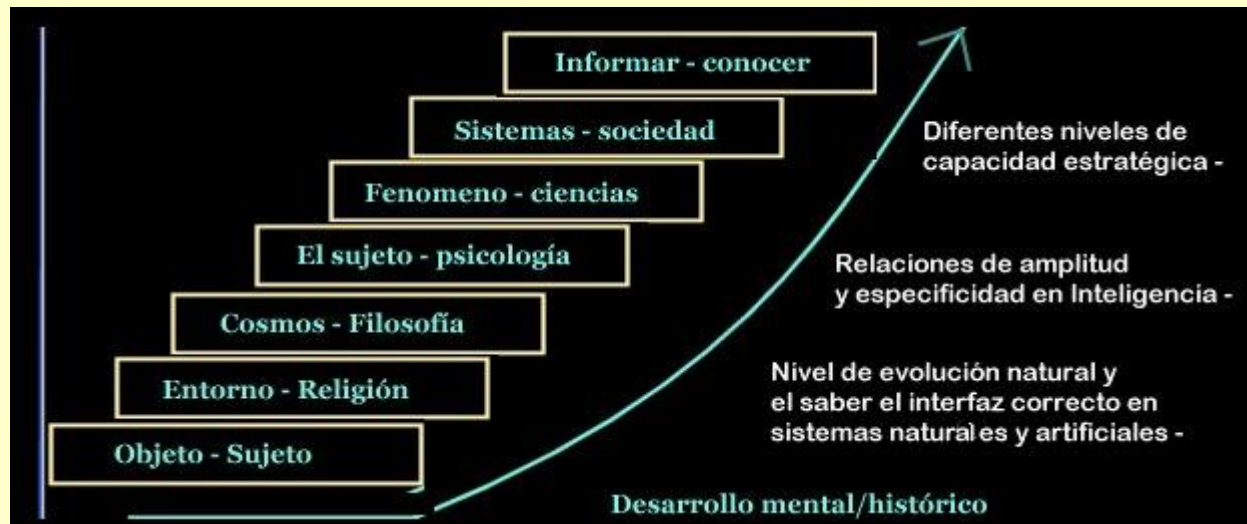 Informar - conocer
Sistemas - sociedad
Fenomeno - ciencias
El sujeto - psicología
Cosmos - Filosofía
Entorno - Religión
Objeto - Sujeto
Diferentes niveles de
capacidad estratégica -
Relaciones de amplitud
y especificidad en Inteligencia -
Nivel de evolución natural y
el saber el interfaz correcto en
sistemas naturales y artificiales -
Desarrollo mental/histórico